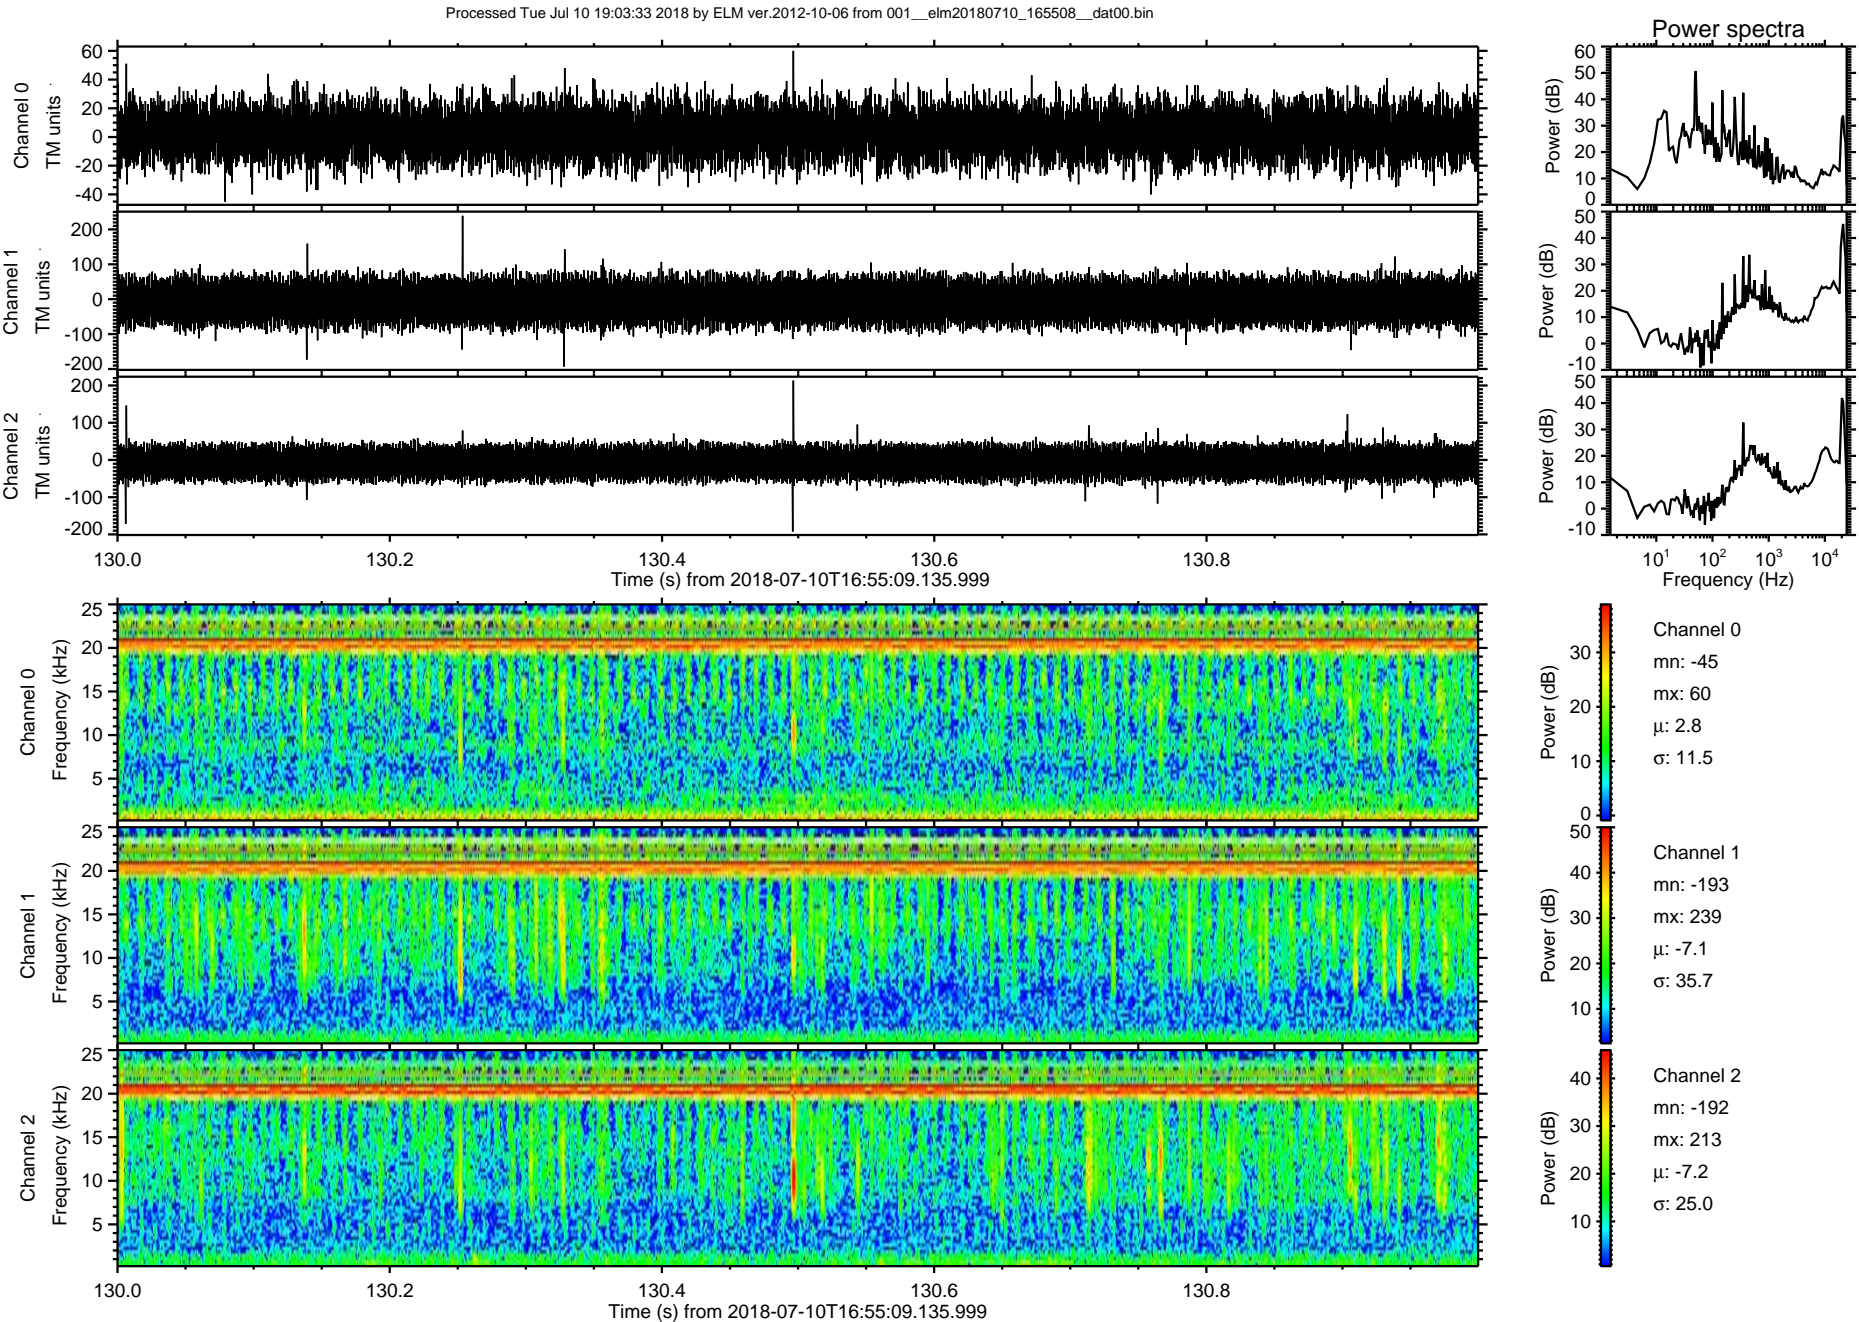 Processed Tue Jul 10 19:03:33 2018 by ELM ver.2012-10-06 from 001__elm20180710_165508__dat00.bin
Power spectra
Channel 0
TM units
60
40
20
0
-20
-40
Power (dB)
60
50
40
30
20
10
0
Channel 1
TM units
200
100
0
-100
-200
Power (dB)
50
40
30
20
10
0
-10
Channel 2
TM units
200
100
0
-100
-200
Power (dB)
50
40
30
20
10
0
-10
130.0 130.2 130.4 130.6 130.8
Time (s) from 2018-07-10T16:55:09.135.999
10¹ 10² 10³ 10⁴
Frequency (Hz)
Channel 0
Frequency (kHz)
25
20
15
10
5
Power (dB)
30
20
10
0
Channel 0
mn: -45
mx: 60
μ: 2.8
σ: 11.5
Channel 1
Frequency (kHz)
25
20
15
10
5
Power (dB)
50
40
30
20
10
Channel 1
mn: -193
mx: 239
μ: -7.1
σ: 35.7
Channel 2
Frequency (kHz)
25
20
15
10
5
Power (dB)
40
30
20
10
Channel 2
mn: -192
mx: 213
μ: -7.2
σ: 25.0
130.0 130.2 130.4 130.6 130.8
Time (s) from 2018-07-10T16:55:09.135.999